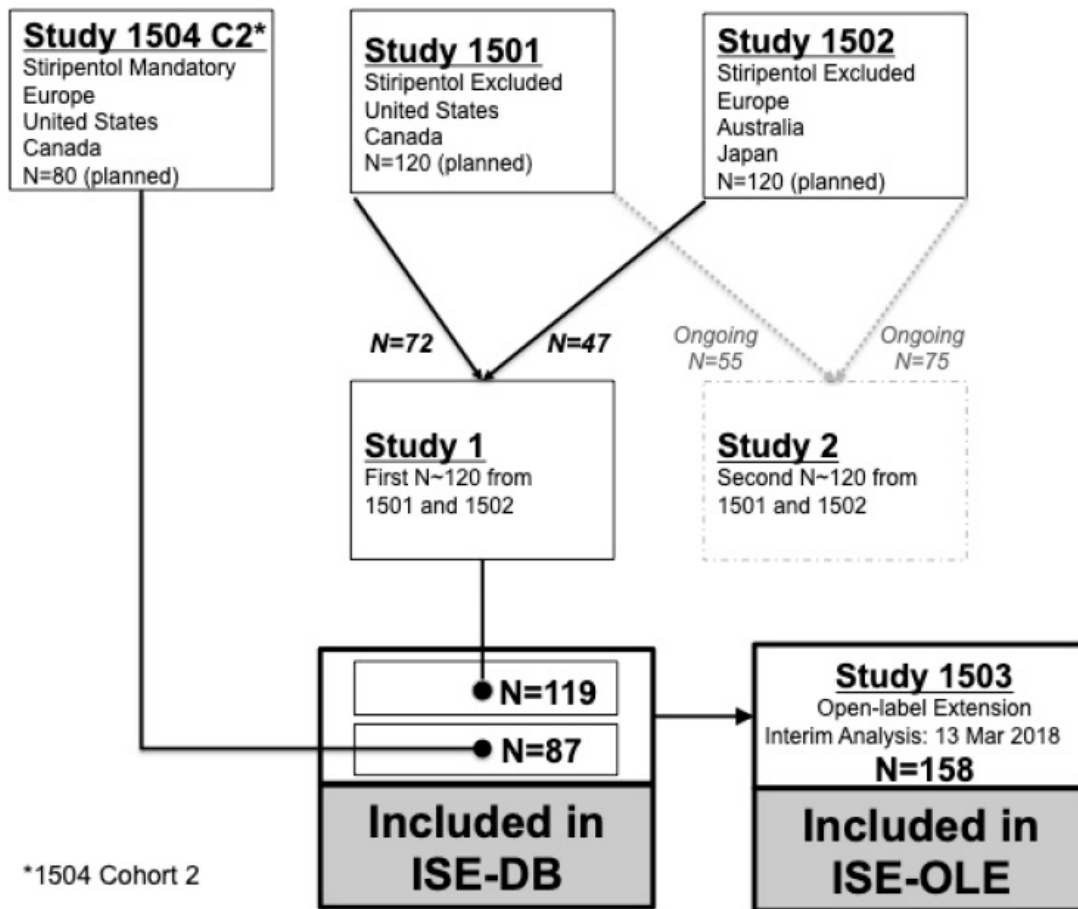 Study 1504 C2*
Stiripentol Mandatory
Europe
United States
Canada
N=80 (planned)
Study 1501
Stiripentol Excluded
United States
Canada
N=120 (planned)
Study 1502
Stiripentol Excluded
Europe
Australia
Japan
N=120 (planned)
N=72
N=47
Ongoing
N=55
Ongoing
N=75
Study 1
First N~120 from
1501 and 1502
Study 2
Second N~120 from
1501 and 1502
N=119
N=87
Included in
ISE-DB
Study 1503
Open-label Extension
Interim Analysis: 13 Mar 2018
N=158
Included in
ISE-OLE
*1504 Cohort 2